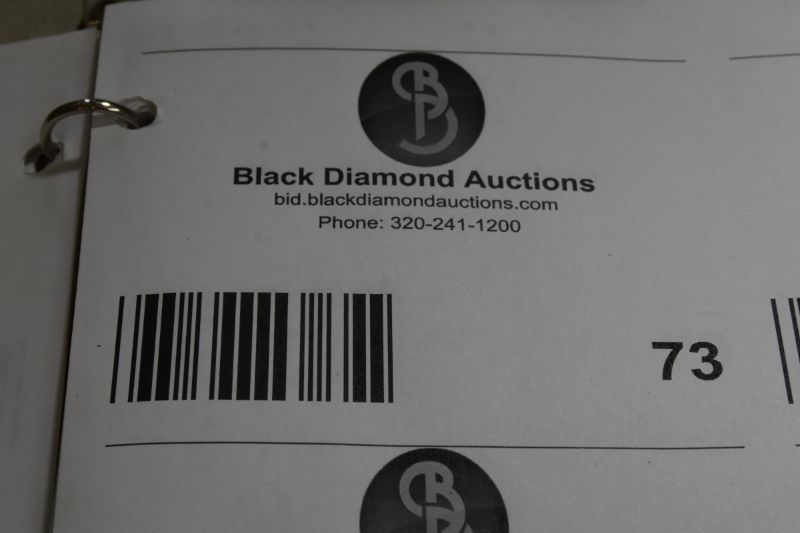 Black Diamond Auctions
bid.blackdiamondauctions.com
Phone: 320-241-1200
73